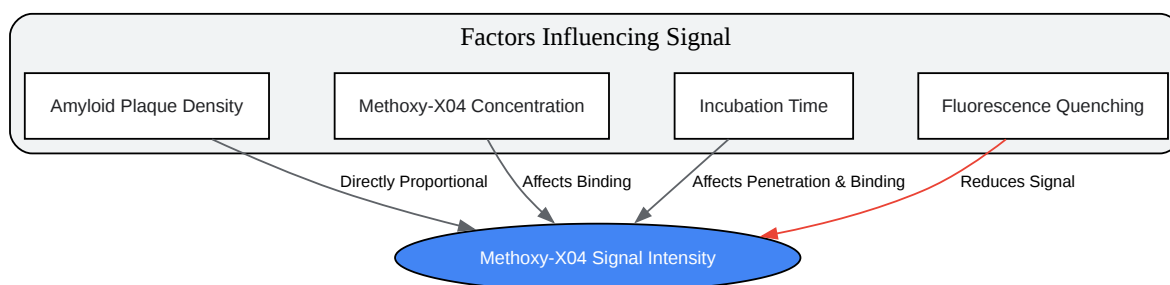 Factors Influencing Signal
Amyloid Plaque Density
Methoxy-X04 Concentration
Incubation Time
Fluorescence Quenching
Directly Proportional
Affects Binding
Affects Penetration & Binding
Reduces Signal
Methoxy-X04 Signal Intensity